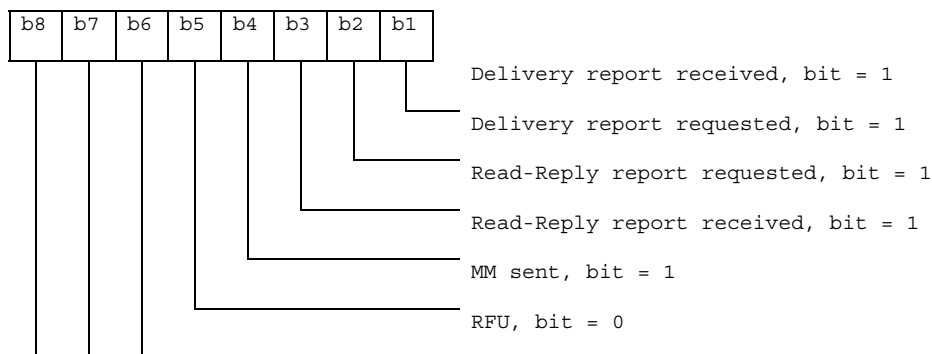 b8 b7 b6 b5 b4 b3 b2 b1
Delivery report received, bit = 1
Delivery report requested, bit = 1
Read-Reply report requested, bit = 1
Read-Reply report received, bit = 1
MM sent, bit = 1
RFU, bit = 0